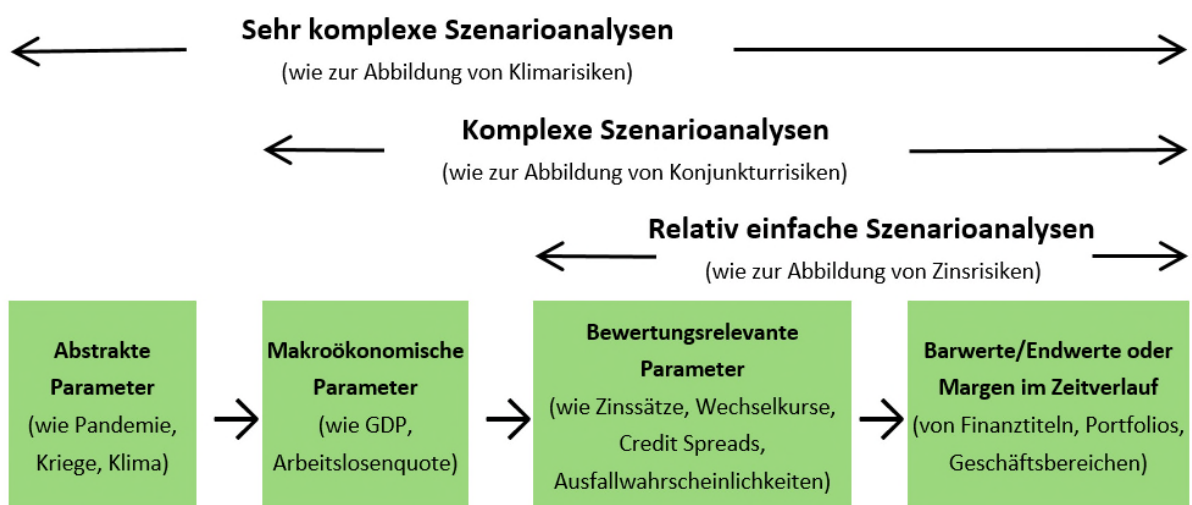 Sehr komplexe Szenarioanalysen
(wie zur Abbildung von Klimarisiken)
Komplexe Szenarioanalysen
(wie zur Abbildung von Konjunkturrisiken)
Relativ einfache Szenarioanalysen
(wie zur Abbildung von Zinsrisiken)
Abstrakte
Parameter
(wie Pandemie,
Kriege, Klima)
Makroökonomische
Parameter
(wie GDP,
Arbeitslosenquote)
Bewertungsrelevante
Parameter
(wie Zinssätze, Wechselkurse,
Credit Spreads,
Ausfallwahrscheinlichkeiten)
Barwerte/Endwerte oder
Margen im Zeitverlauf
(von Finanztiteln, Portfolios,
Geschäftsbereichen)